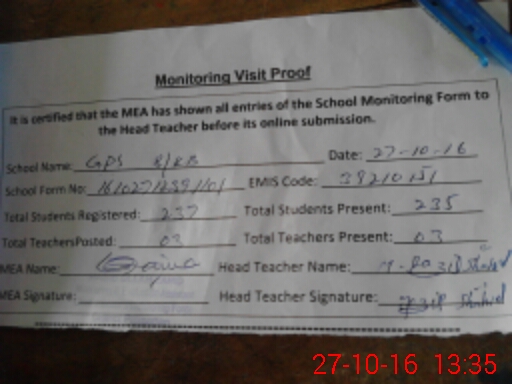 Monitoring Visit Proof
It is certified that the MEA has shown all entries of the School Monitoring Form to
the Head Teacher before its online submission.
School Name: GPS 8/KB Date: 27-10-16
School Form No: EMIS Code:
Total Students Registered: 237 Total Students Present: 235
Total TeachersPosted: 03 Total Teachers Present: 03
MEA Name: Head Teacher Name:
MEA Signature: Head Teacher Signature:
27-10-16 13:35